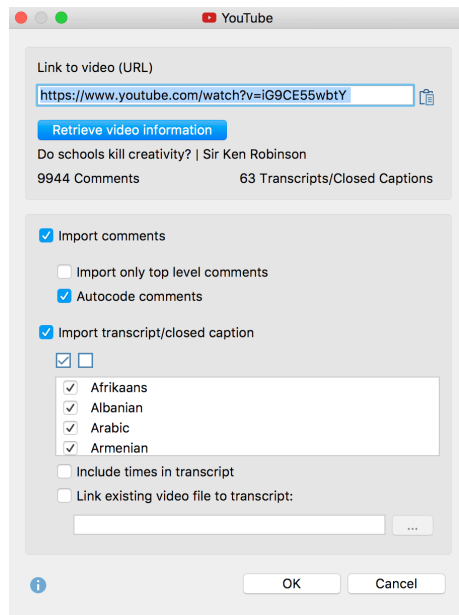 YouTube
Link to video (URL)
https://www.youtube.com/watch?v=iG9CE55wbtY
Retrieve video information
Do schools kill creativity? | Sir Ken Robinson
9944 Comments 63 Transcripts/Closed Captions
Import comments
Import only top level comments
Autocode comments
Import transcript/closed caption
Afrikaans
Albanian
Arabic
Armenian
Include times in transcript
Link existing video file to transcript:
...
OK Cancel